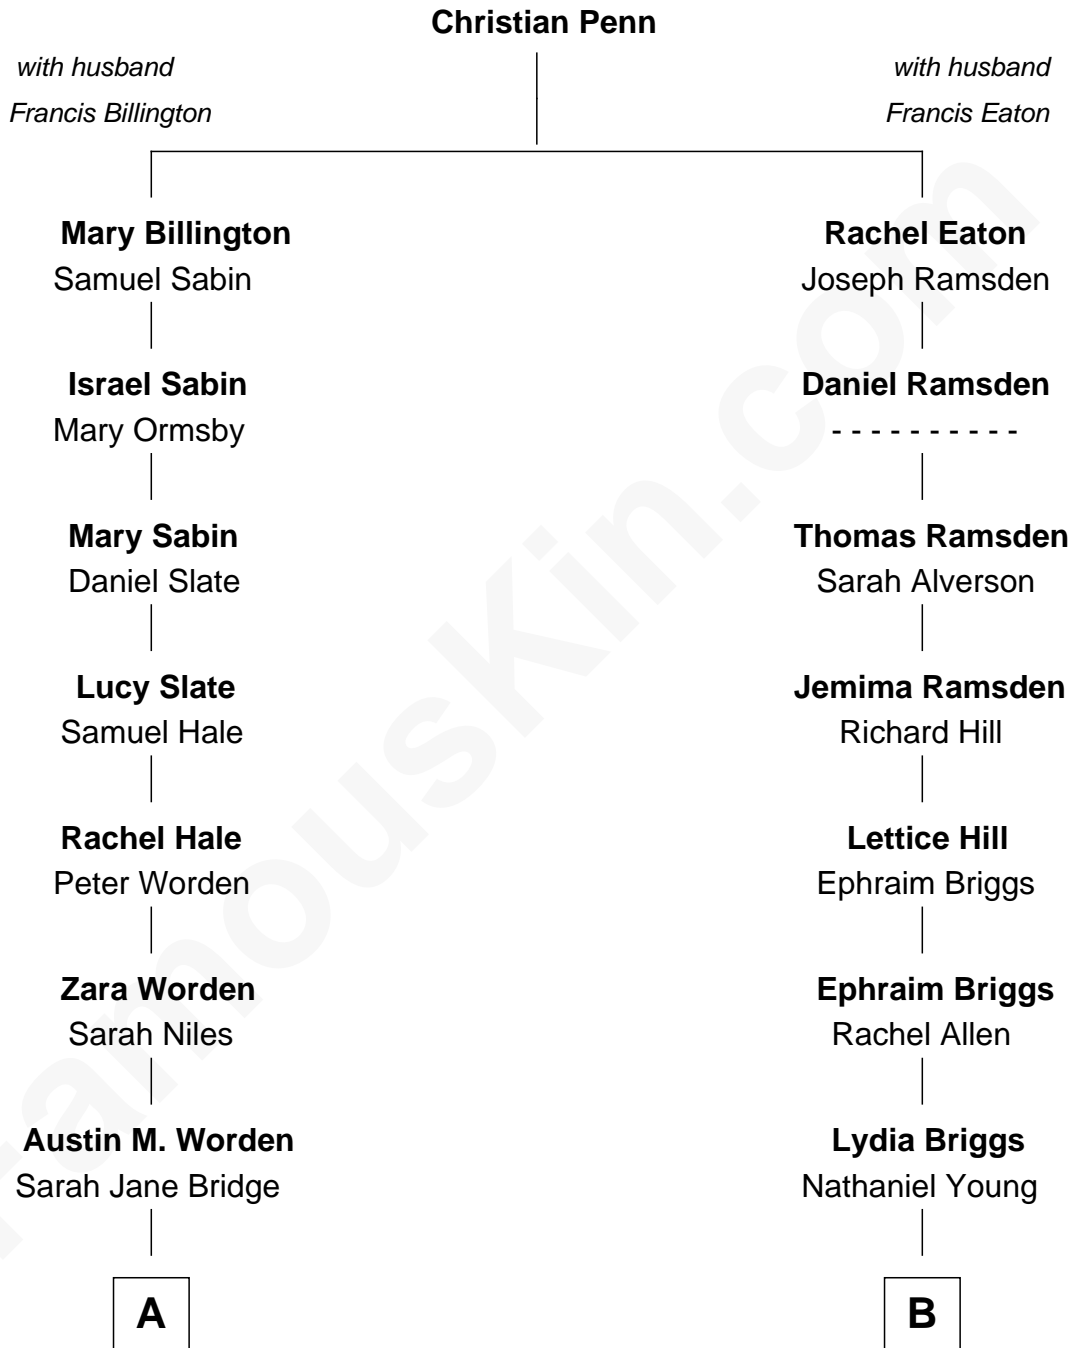 Christian Penn
with husband
Francis Billington
with husband
Francis Eaton
Mary Billington
Samuel Sabin
Rachel Eaton
Joseph Ramsden
Israel Sabin
Mary Ormsby
Daniel Ramsden
- - - - - - - - - -
Mary Sabin
Daniel Slate
Thomas Ramsden
Sarah Alverson
Lucy Slate
Samuel Hale
Jemima Ramsden
Richard Hill
Rachel Hale
Peter Worden
Lettice Hill
Ephraim Briggs
Zara Worden
Sarah Niles
Ephraim Briggs
Rachel Allen
Austin M. Worden
Sarah Jane Bridge
Lydia Briggs
Nathaniel Young
A
B
FamousKin.com